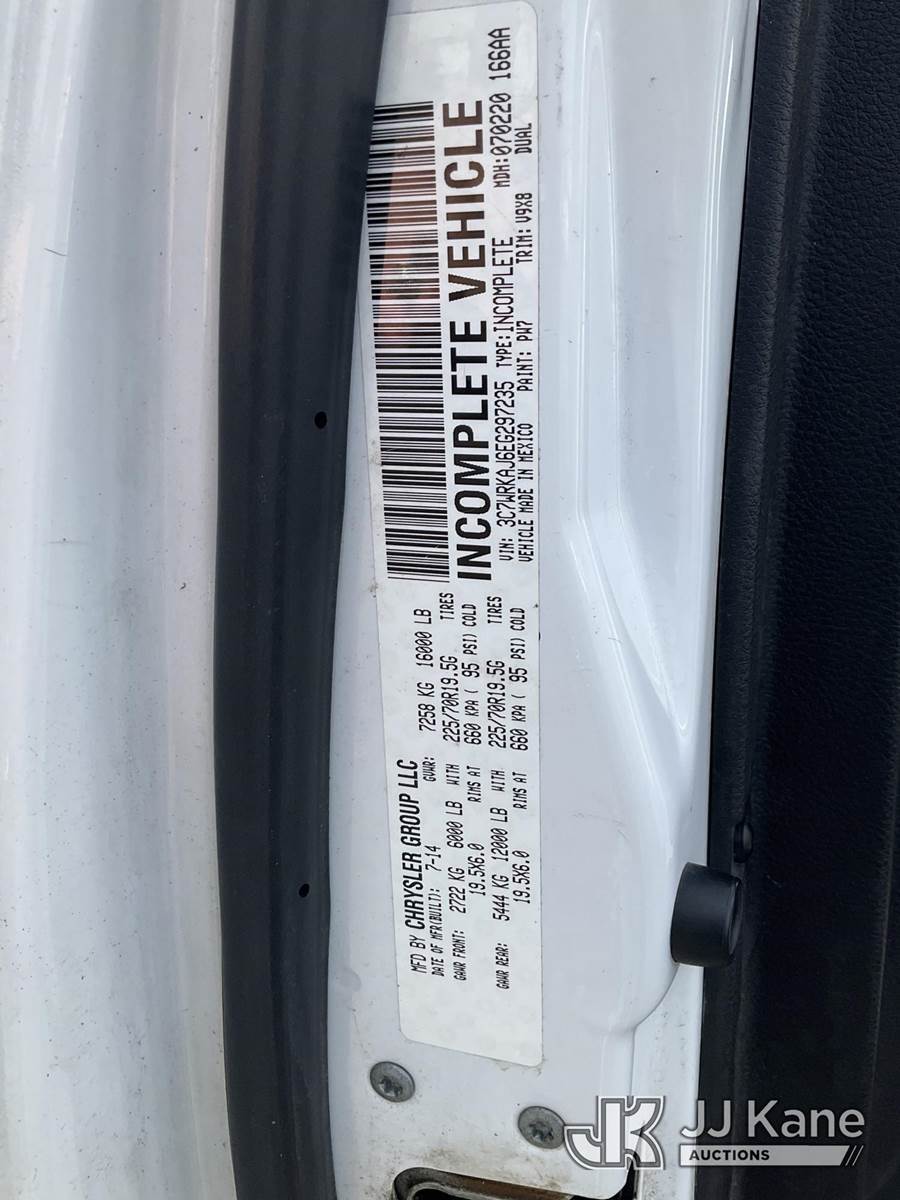 MFD BY CHRYSLER GROUP LLC
DATE OF MFR(BUILT): 7-14 GVWR: 7258 KG 16000 LB
GAWR FRONT: 2722 KG 6000 LB WITH 225/70R19.5G TIRES
19.5X6.0 RIMS AT 660 KPA ( 95 PSI) COLD
GAWR REAR: 5444 KG 12000 LB WITH 225/70R19.5G TIRES
19.5X6.0 RIMS AT 660 KPA ( 95 PSI) COLD
INCOMPLETE VEHICLE
VIN: 3C7WRKAJ6EG297235 TYPE:INCOMPLETE MDH:070220 166AA
VEHICLE MADE IN MEXICO PAINT: PW7 TRIM: V9X8 DUAL
JK JJ Kane
AUCTIONS